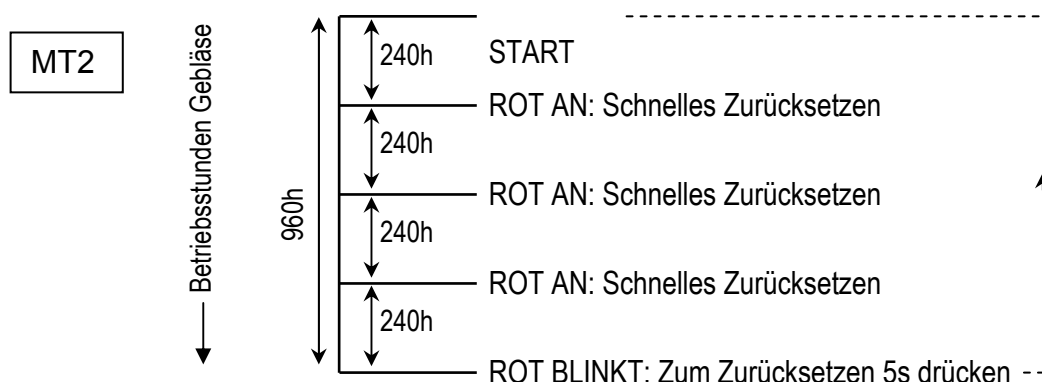 MT2
Betriebsstunden Gebläse
960h
240h
START
ROT AN: Schnelles Zurücksetzen
240h
ROT AN: Schnelles Zurücksetzen
240h
ROT AN: Schnelles Zurücksetzen
240h
ROT BLINKT: Zum Zurücksetzen 5s drücken